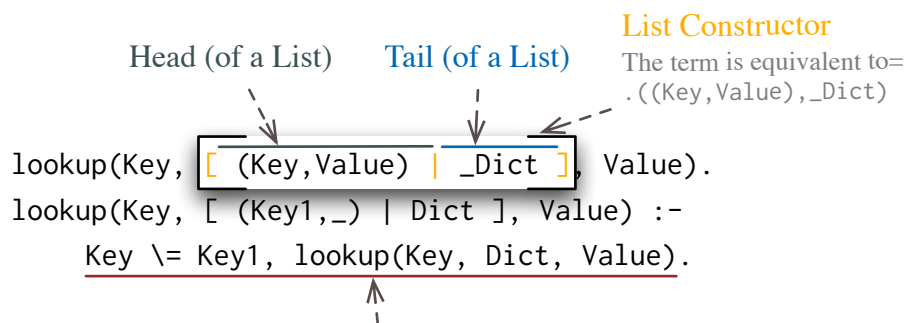 List Constructor
Head (of a List) Tail (of a List)
The term is equivalent to=
.((Key,Value),_Dict)
lookup(Key, [ (Key,Value) | _Dict ], Value).
lookup(Key, [ (Key1,_) | Dict ], Value) :-
Key \= Key1, lookup(Key, Dict, Value).